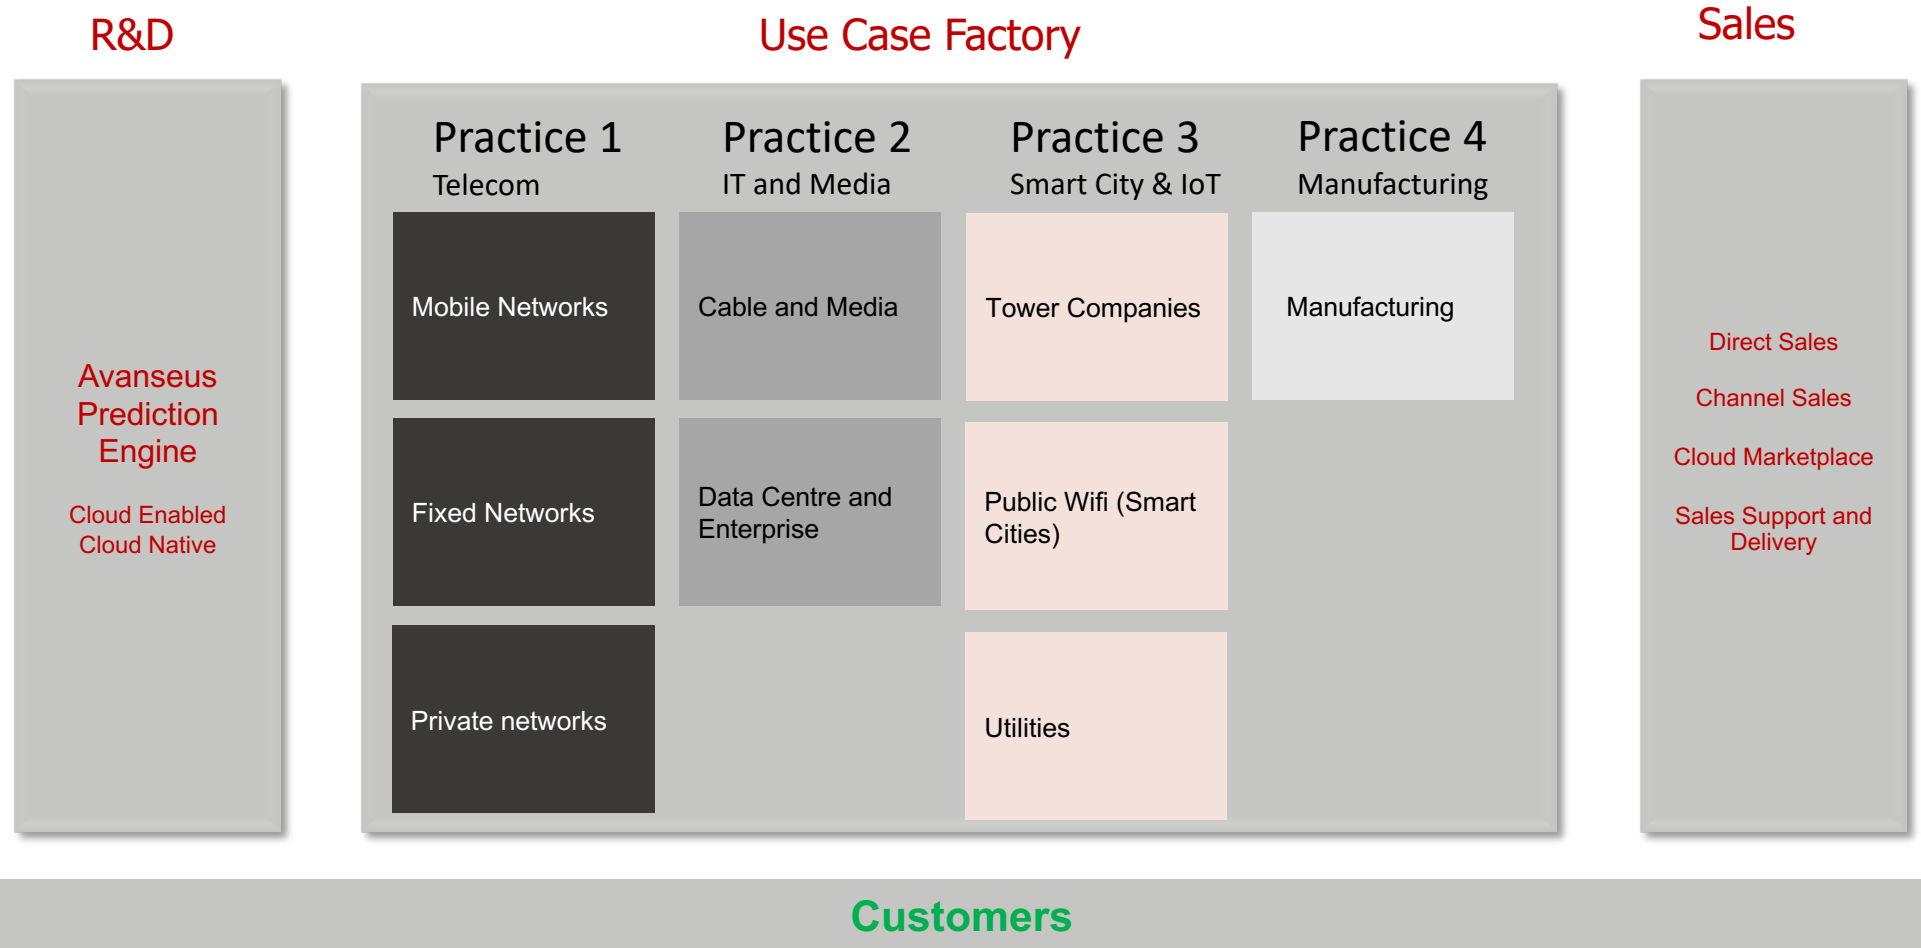 R&D
Use Case Factory
Sales
Avanseus
Prediction
Engine
Cloud Enabled
Cloud Native
Practice 1
Telecom
Mobile Networks
Fixed Networks
Private networks
Practice 2
IT and Media
Cable and Media
Data Centre and
Enterprise
Practice 3
Smart City & IoT
Tower Companies
Public Wifi (Smart
Cities)
Utilities
Practice 4
Manufacturing
Manufacturing
Direct Sales
Channel Sales
Cloud Marketplace
Sales Support and
Delivery
Customers